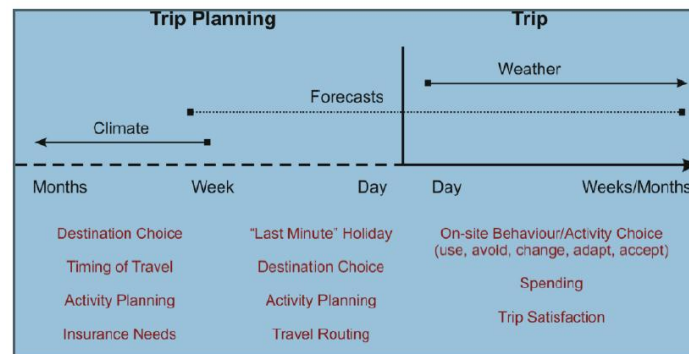 Trip Planning
Trip
Weather
Forecasts
Climate
Months
Week
Day
Day
Weeks/Months
Destination Choice
Timing of Travel
Activity Planning
Insurance Needs
"Last Minute" Holiday
Destination Choice
Activity Planning
Travel Routing
On-site Behaviour/Activity Choice
(use, avoid, change, adapt, accept)
Spending
Trip Satisfaction